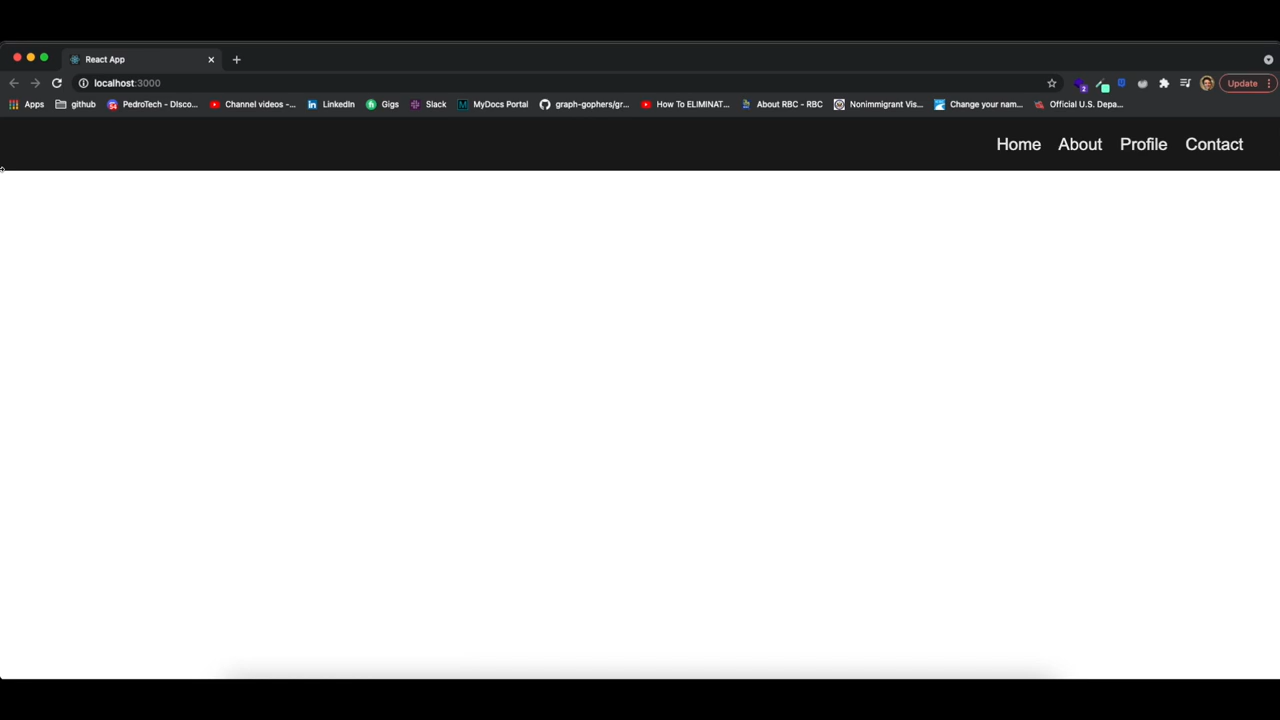 React App
localhost:3000
Apps github PedroTech - Disco... Channel videos -... LinkedIn Gigs Slack MyDocs Portal graph-gophers/gr... How To ELIMINAT... About RBC - RBC Nonimmigrant Vis... Change your nam... Official U.S. Depa...
Update
2
Home About Profile Contact